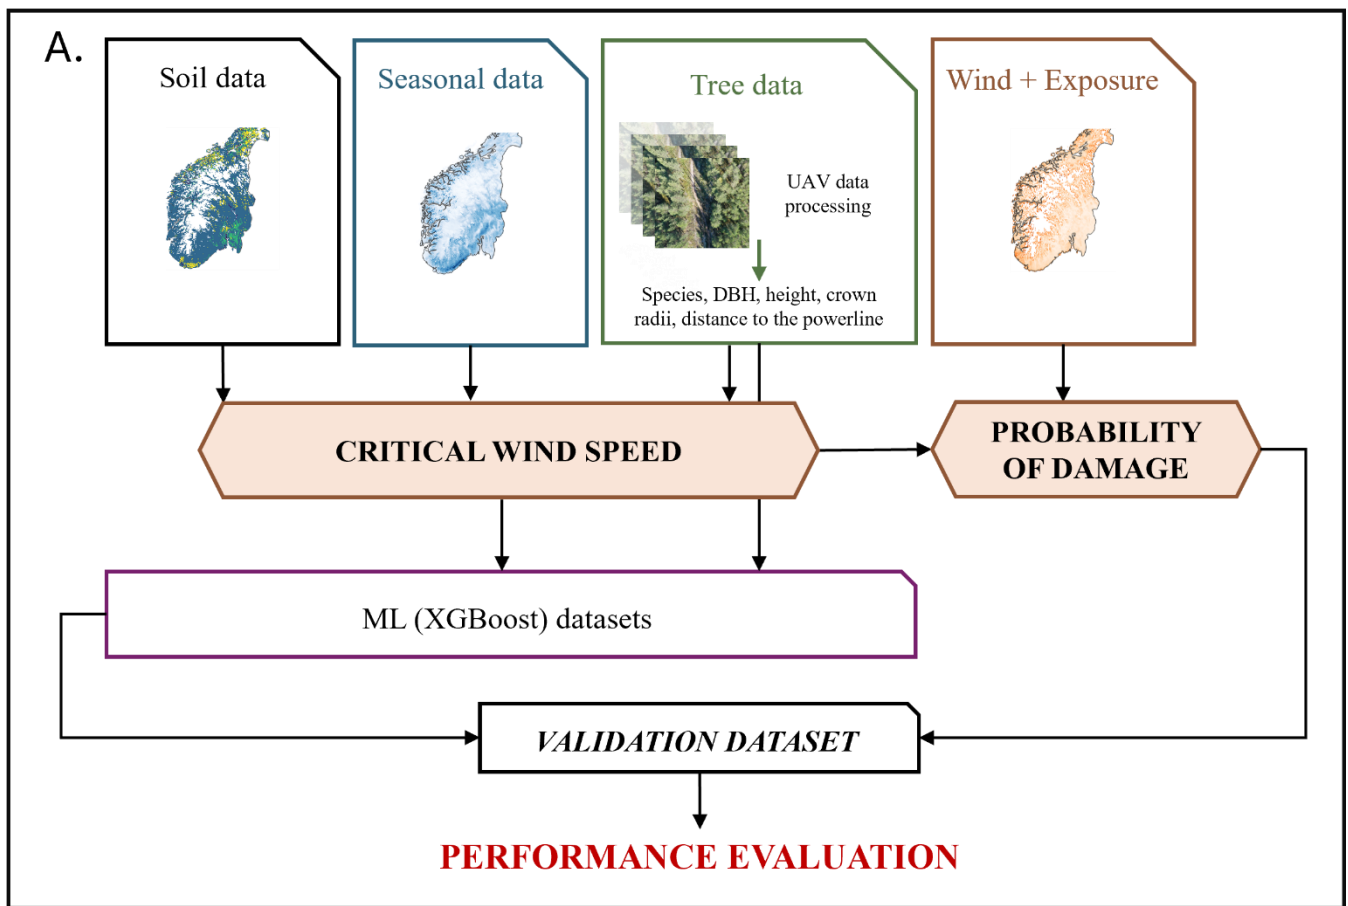 A.
Soil data
Seasonal data
Tree data
Wind + Exposure
UAV data
processing
Species, DBH, height, crown
radii, distance to the powerline
CRITICAL WIND SPEED
PROBABILITY
OF DAMAGE
ML (XGBoost) datasets
VALIDATION DATASET
PERFORMANCE EVALUATION